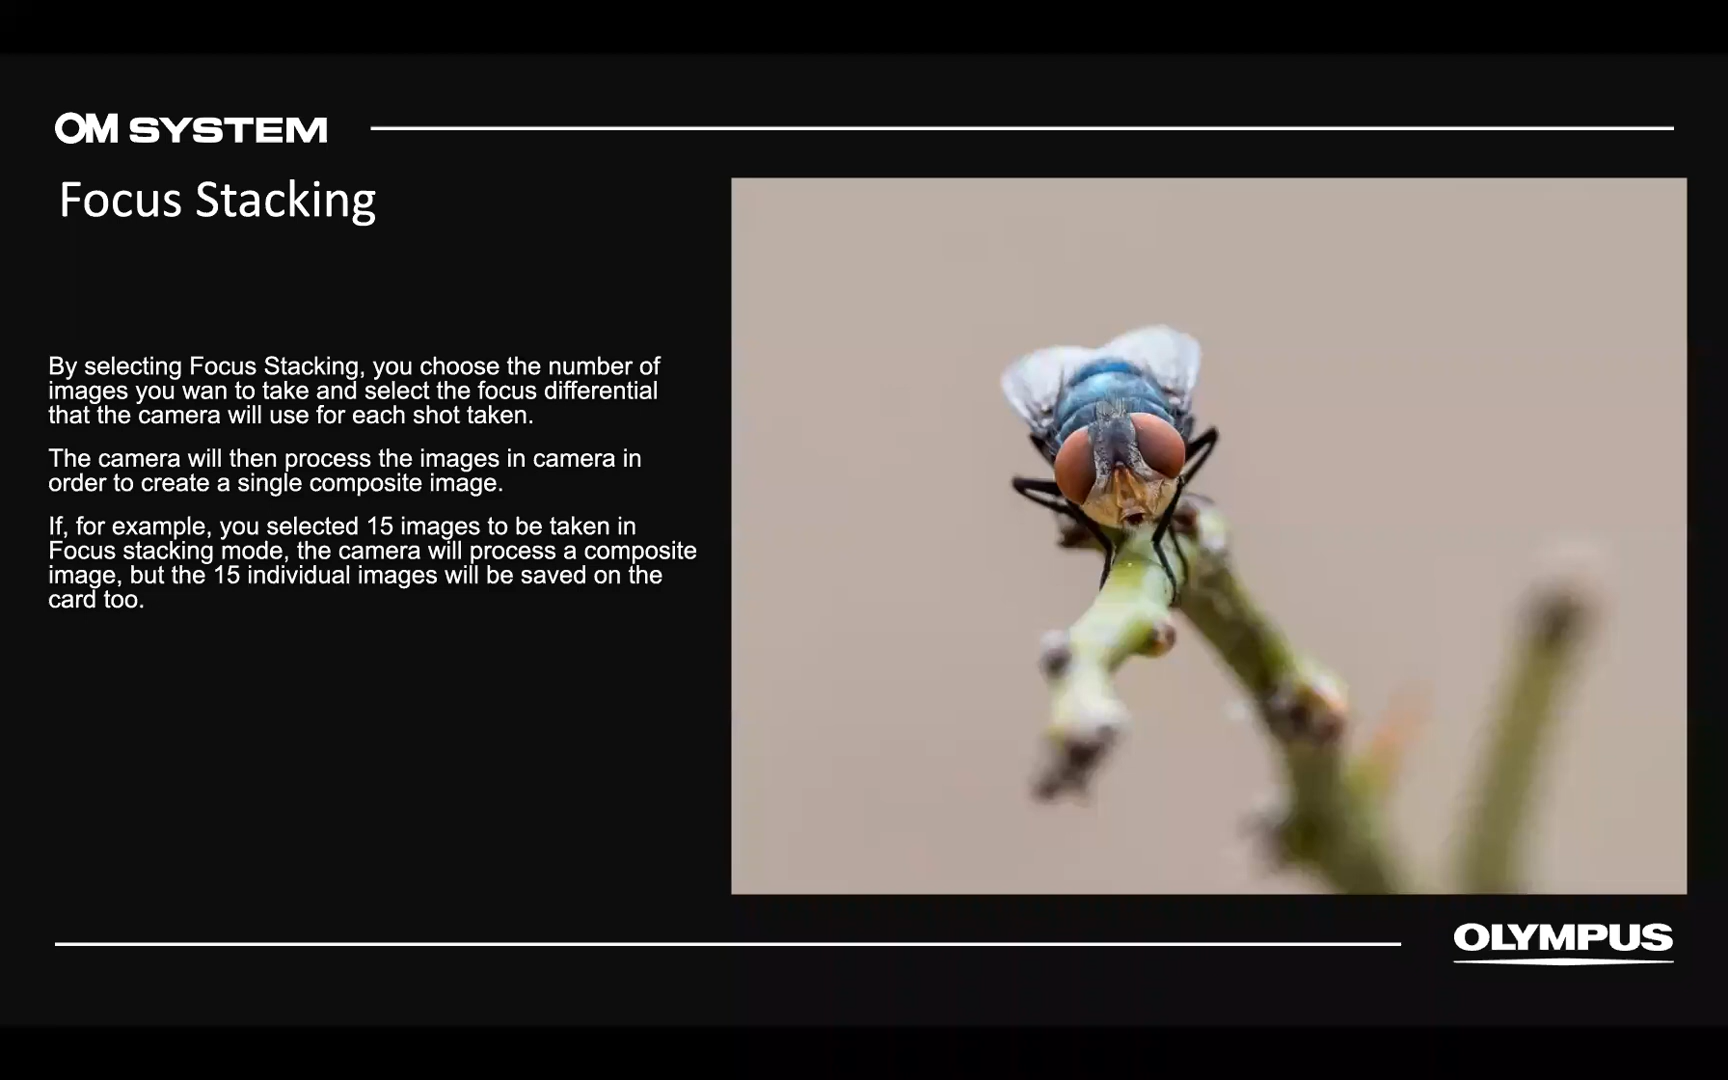 OM SYSTEM
Focus Stacking
By selecting Focus Stacking, you choose the number of
images you wan to take and select the focus differential
that the camera will use for each shot taken.
The camera will then process the images in camera in
order to create a single composite image.
If, for example, you selected 15 images to be taken in
Focus stacking mode, the camera will process a composite
image, but the 15 individual images will be saved on the
card too.
OLYMPUS